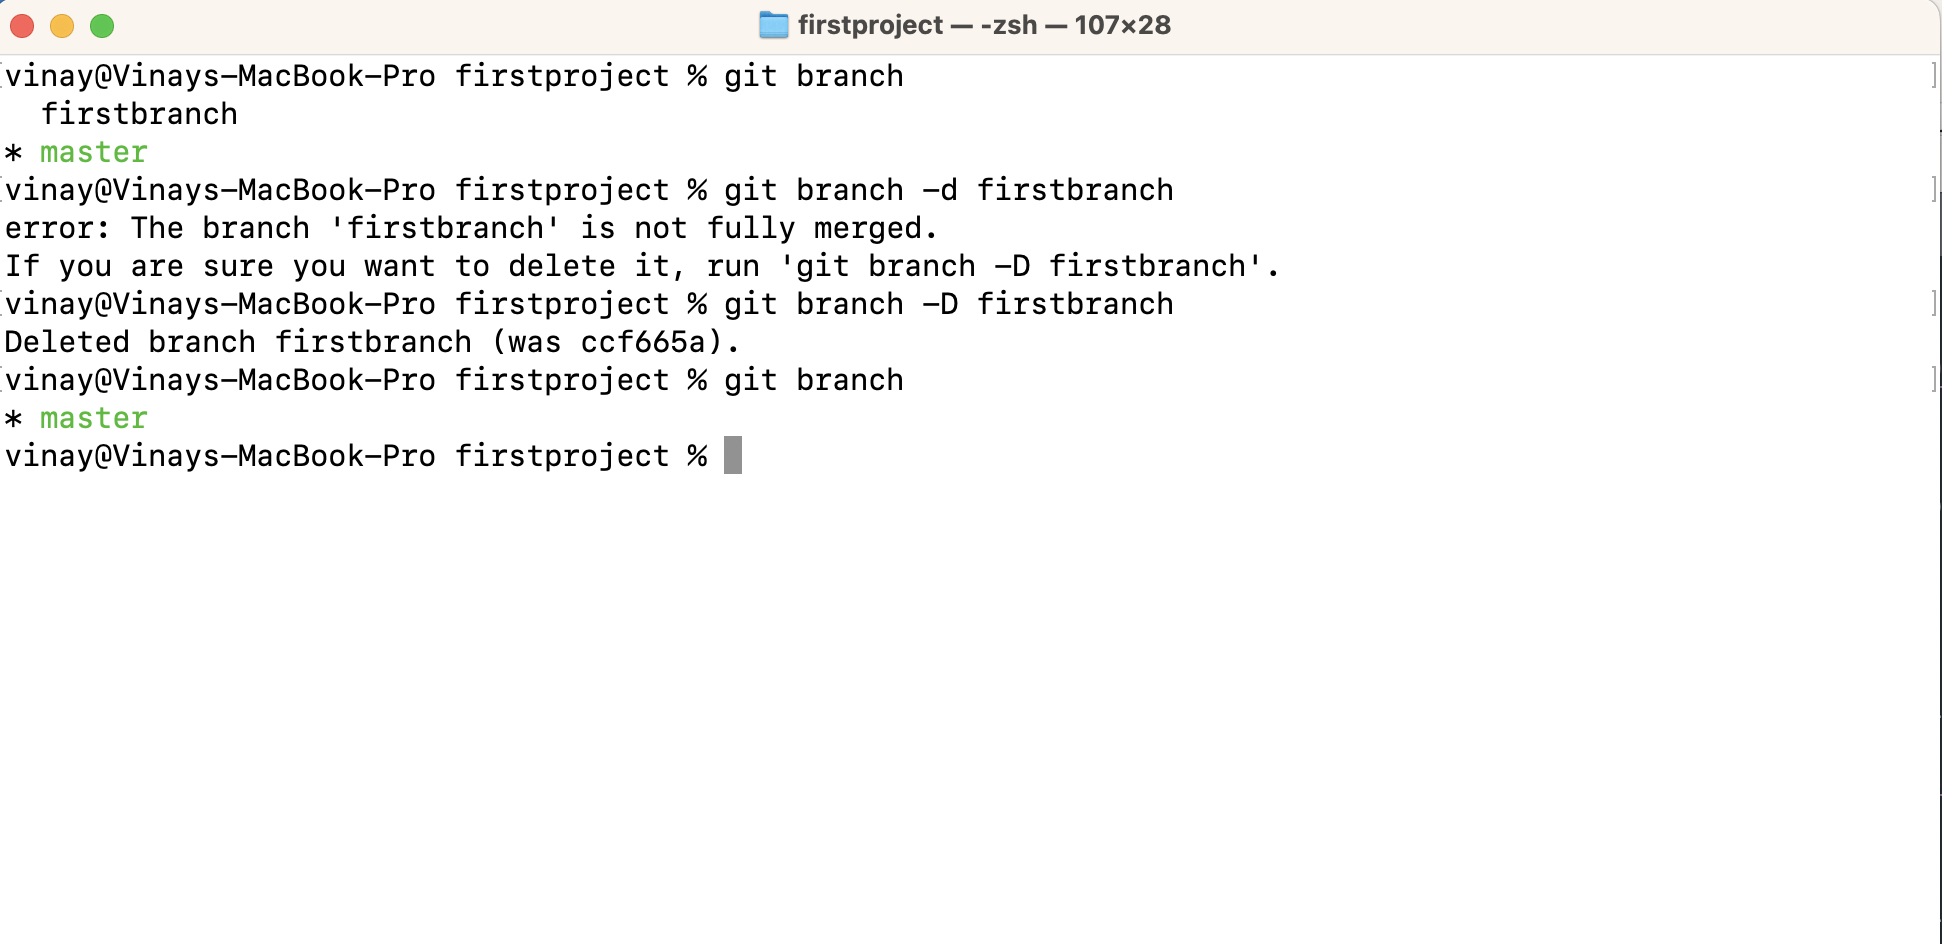 firstproject — -zsh — 107×28
vinay@Vinays-MacBook-Pro firstproject % git branch
  firstbranch
* master
vinay@Vinays-MacBook-Pro firstproject % git branch -d firstbranch
error: The branch 'firstbranch' is not fully merged.
If you are sure you want to delete it, run 'git branch -D firstbranch'.
vinay@Vinays-MacBook-Pro firstproject % git branch -D firstbranch
Deleted branch firstbranch (was ccf665a).
vinay@Vinays-MacBook-Pro firstproject % git branch
* master
vinay@Vinays-MacBook-Pro firstproject %